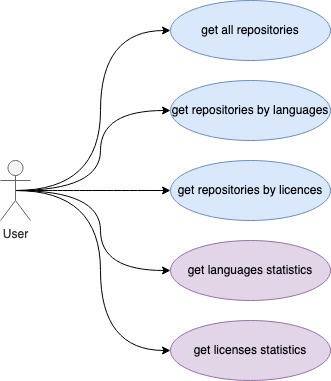 get all repositories
get repositories by languages
get repositories by licences
User
get languages statistics
get licenses statistics